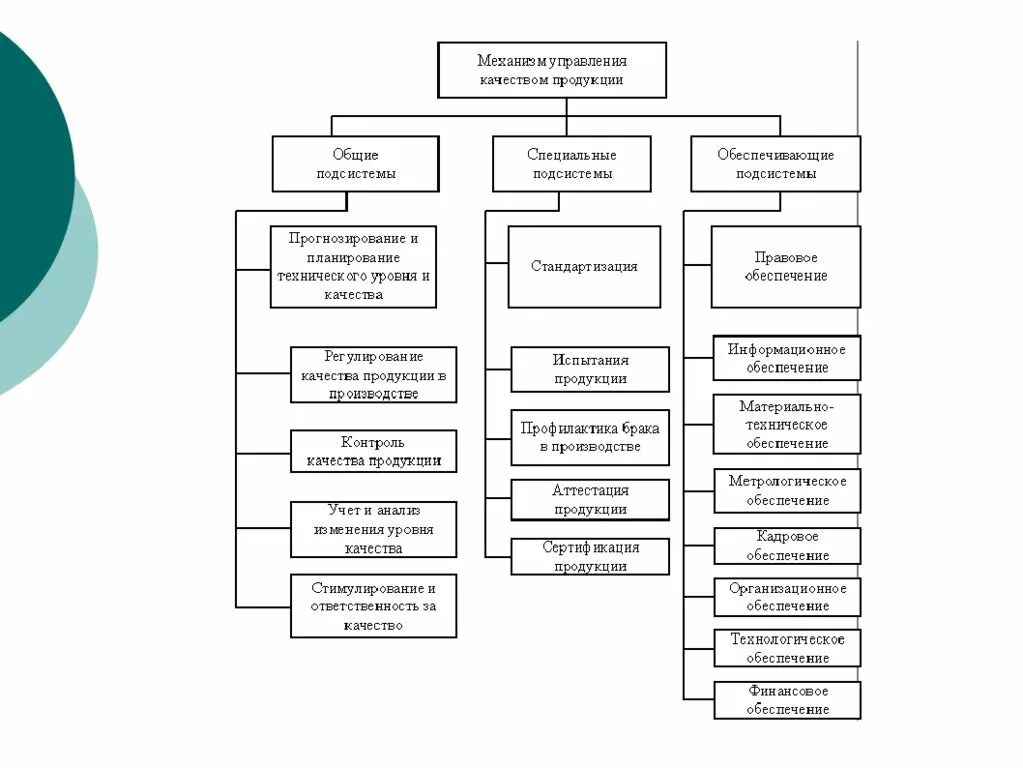 Механизм управления
качеством продукции
Общие
подсистемы
Прогнозирование и
планирование
технического уровня и
качества
Регулирование
качества продукции в
производстве
Контроль
качества продукции
Учет и анализ
изменения уровня
качества
Стимулирование и
ответственность за
качество
Специальные
подсистемы
Стандартизация
Испытания
продукции
Профилактика брака
в производстве
Аттестация
продукции
Сертификация
продукции
Обеспечивающие
подсистемы
Правовое
обеспечение
Информационное
обеспечение
Материально-
техническое
обеспечение
Метрологическое
обеспечение
Кадровое
обеспечение
Организационное
обеспечение
Технологическое
обеспечение
Финансовое
обеспечение